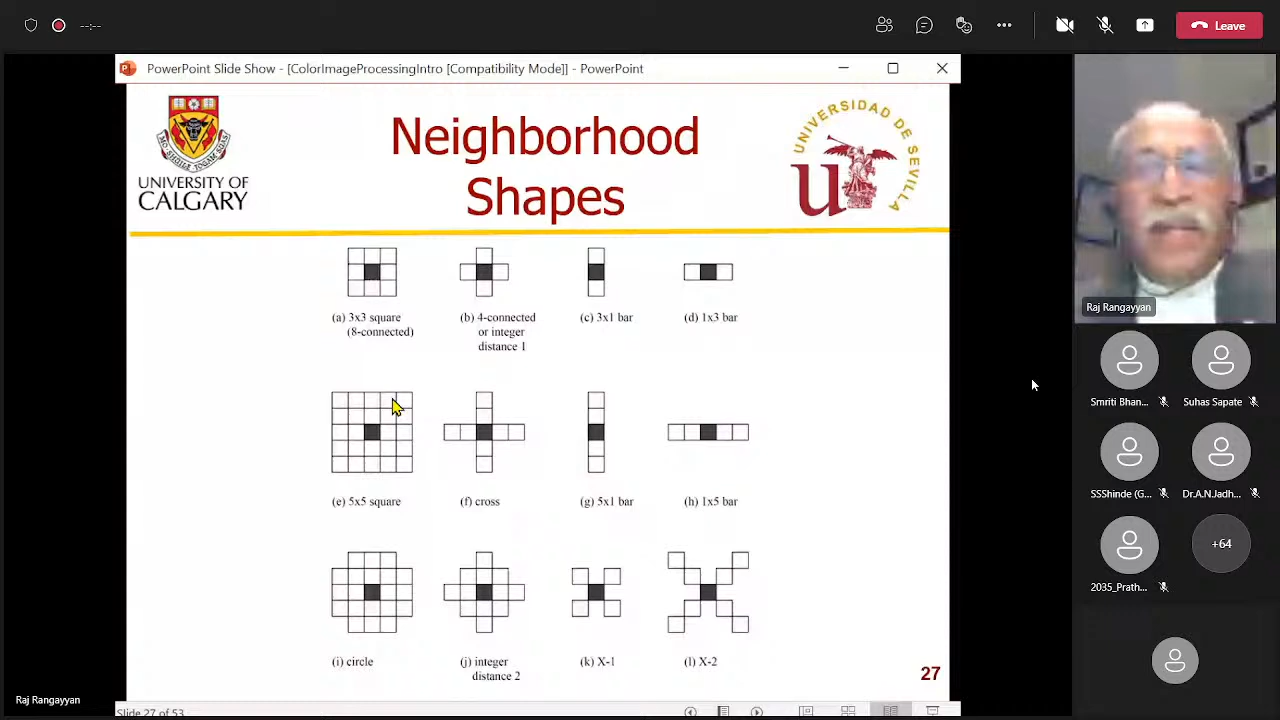 --:--
Leave
PowerPoint Slide Show - [ColorImageProcessingIntro [Compatibility Mode]] - PowerPoint
UNIVERSITY OF
CALGARY
Neighborhood
Shapes
UNIVERSIDAD DE SEVILLA
(a) 3x3 square
(8-connected)
(b) 4-connected
or integer
distance 1
(c) 3x1 bar
(d) 1x3 bar
(e) 5x5 square
(f) cross
(g) 5x1 bar
(h) 1x5 bar
(i) circle
(j) integer
distance 2
(k) X-1
(l) X-2
27
Slide 27 of 53
Raj Rangayyan
Raj Rangayyan
Smriti Bhan...
Suhas Sapate
SSShinde (G...
Dr.A.N.Jadh...
2035_Prath...
+64